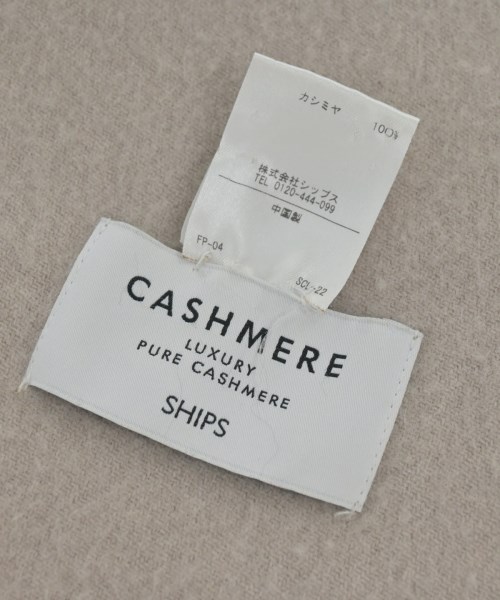 カシミヤ 100%
株式会社シップス
TEL 0120-444-099
中国製
FP-04 SCL-22
CASHMERE
LUXURY
PURE CASHMERE
SHIPS